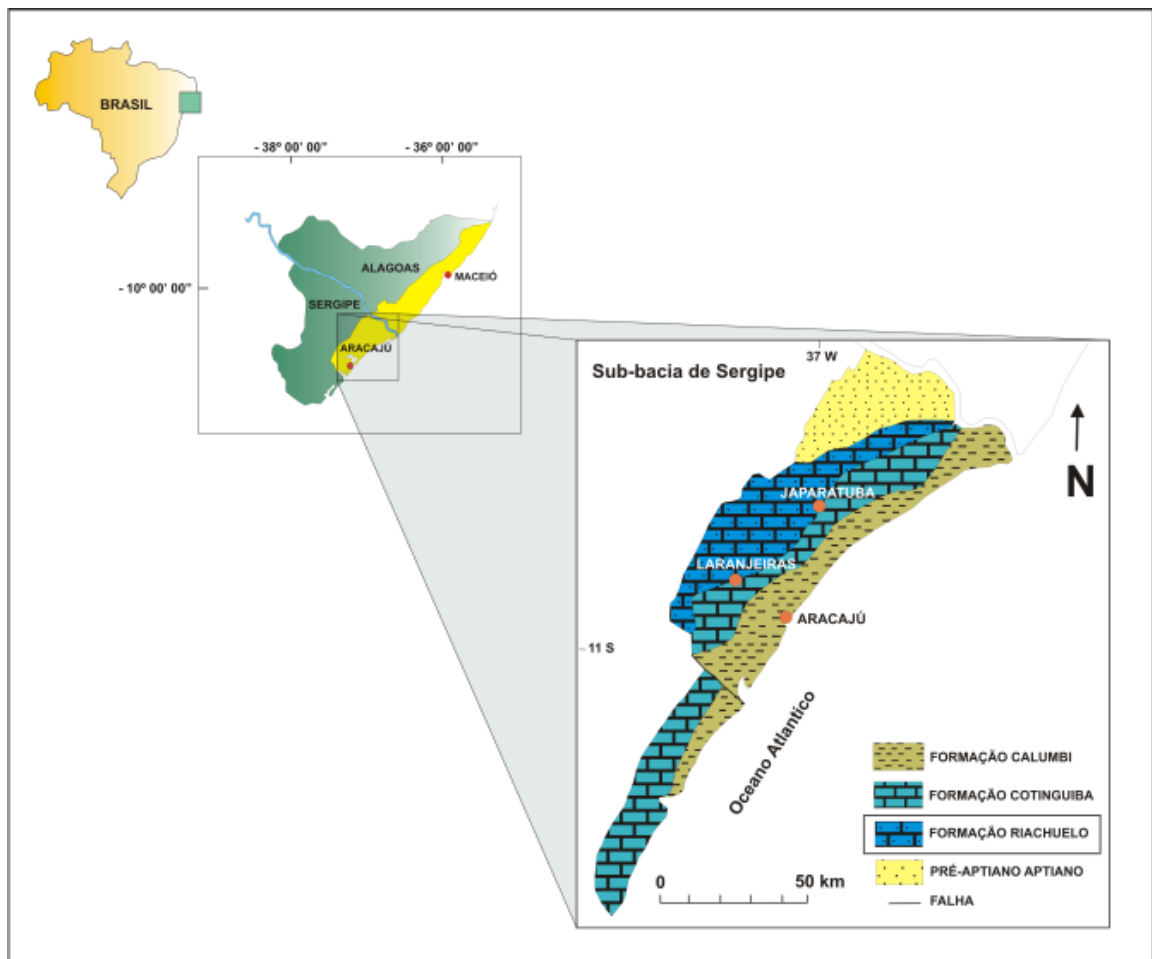 BRASIL
- 38º 00' 00"
- 36º 00' 00"
- 10º 00' 00"
ALAGOAS
MACEIÓ
SERGIPE
ARACAJÚ
Sub-bacia de Sergipe
37 W
N
JAPARATUBA
LARANJEIRAS
ARACAJÚ
11 S
Oceano Atlantico
FORMAÇÃO CALUMBI
FORMAÇÃO COTINGUIBA
FORMAÇÃO RIACHUELO
PRÉ-APTIANO APTIANO
FALHA
0 50 km